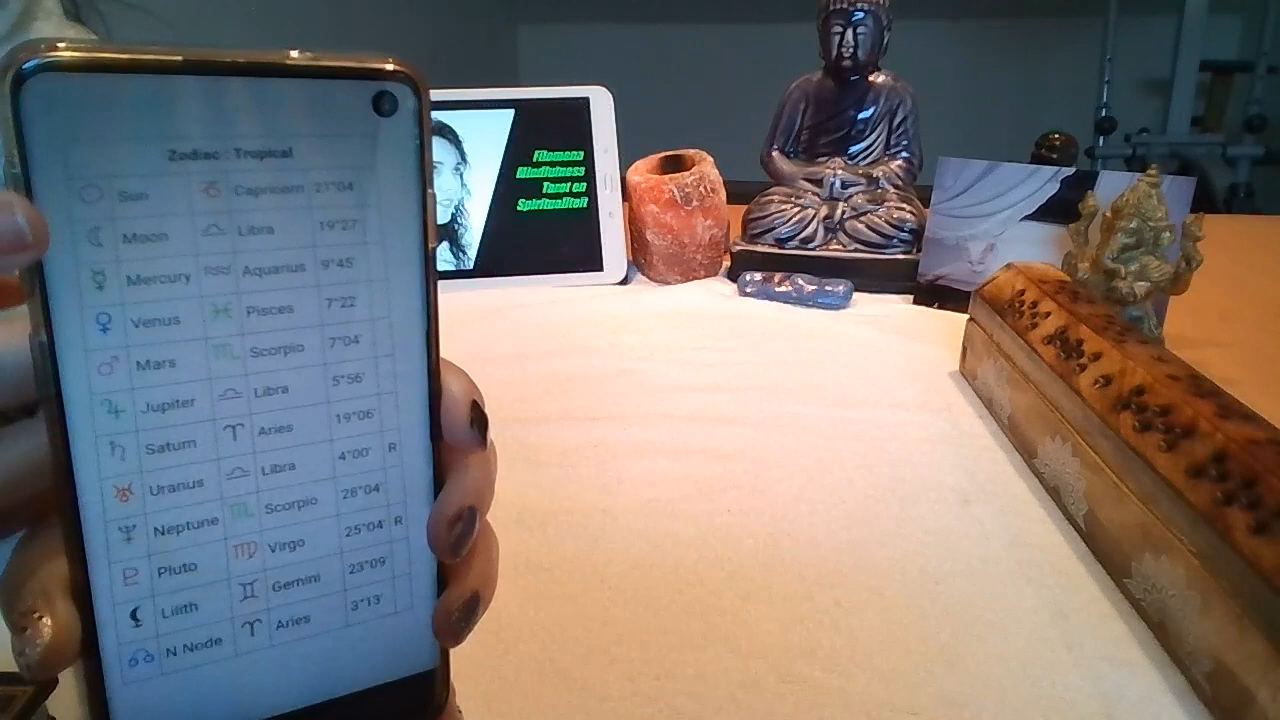 Zodiac : Tropical
Sun Capricorn 27°04'
Moon Libra 19°27'
Mercury Aquarius 9°45'
Venus Pisces 7°22'
Mars Scorpio 7°04'
Jupiter Libra 5°56'
Saturn Aries 19°06'
Uranus Libra 4°00' R
Neptune Scorpio 28°04'
Pluto Virgo 25°04' R
Lilith Gemini 23°09'
N Node Aries 3°13'
Filomena
Mindfulness
Tarot en
Spiritualiteit